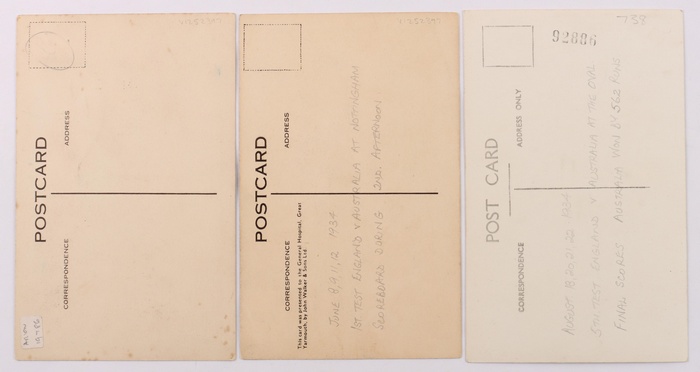 POSTCARD
ADDRESS
CORRESPONDENCE
POSTCARD
ADDRESS
CORRESPONDENCE
This card was presented to the General Hospital, Great
Yarmouth, by John Walker & Sons Ltd
JUNE 8,9,11,12 1934
1ST TEST ENGLAND V AUSTRALIA AT NOTTINGHAM
SCOREBOARD DURING 2ND. AFTERNOON
738
92886
POST CARD
ADDRESS ONLY
CORRESPONDENCE
AUGUST 18,20,21,22 1934
5TH TEST ENGLAND V AUSTRALIA AT THE OVAL
FINAL SCORES AUSTRALIA WON BY 562 RUNS